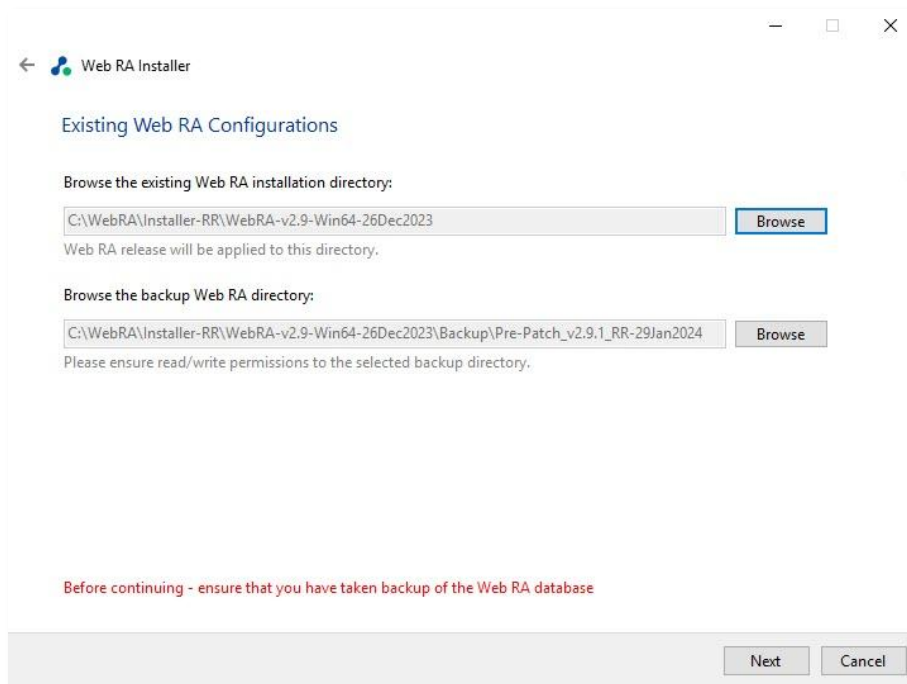 Web RA Installer
Existing Web RA Configurations
Browse the existing Web RA installation directory:
C:\WebRA\Installer-RR\WebRA-v2.9-Win64-26Dec2023
Browse
Web RA release will be applied to this directory.
Browse the backup Web RA directory:
C:\WebRA\Installer-RR\WebRA-v2.9-Win64-26Dec2023\Backup\Pre-Patch_v2.9.1_RR-29Jan2024
Browse
Please ensure read/write permissions to the selected backup directory.
Before continuing - ensure that you have taken backup of the Web RA database
Next
Cancel